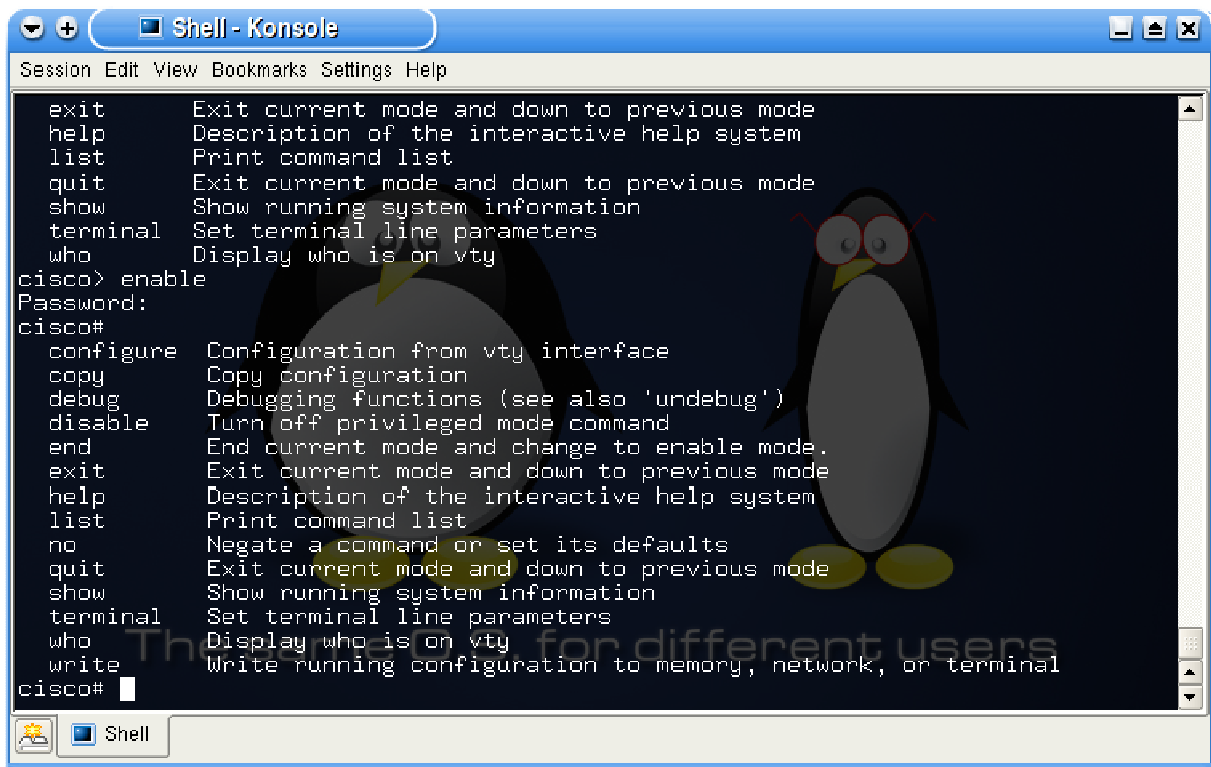 Shell - Konsole
Session Edit View Bookmarks Settings Help
exit Exit current mode and down to previous mode
help Description of the interactive help system
list Print command list
quit Exit current mode and down to previous mode
show Show running system information
terminal Set terminal line parameters
who Display who is on vty
cisco> enable
Password:
cisco#
configure Configuration from vty interface
copy Copy configuration
debug Debugging functions (see also 'undebug')
disable Turn off privileged mode command
end End current mode and change to enable mode.
exit Exit current mode and down to previous mode
help Description of the interactive help system
list Print command list
no Negate a command or set its defaults
quit Exit current mode and down to previous mode
show Show running system information
terminal Set terminal line parameters
who Display who is on vty
The same O.S. for different users
write Write running configuration to memory, network, or terminal
cisco#
Shell